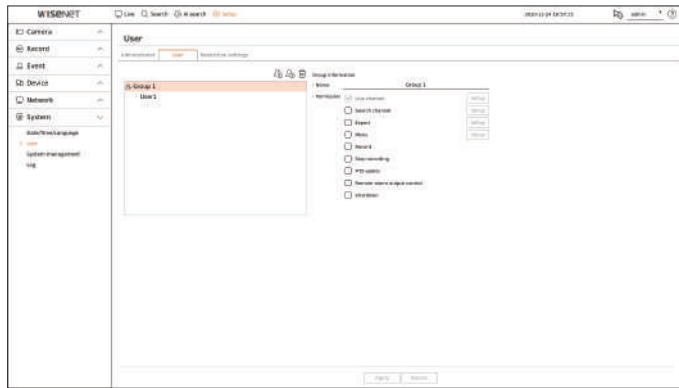 WISENET
Live Search AI search Setup
admin
Camera
Record
Event
Device
Network
System
Date/Time/Language
User
System management
Log
User
Administrator User Restriction settings
Group 1
User1
Group information
Name Group 1
Permission Live channel Setup
Search channel Setup
Export Setup
Menu Setup
Record
Stop recording
PTZ control
Remote alarm output control
Shutdown
Apply